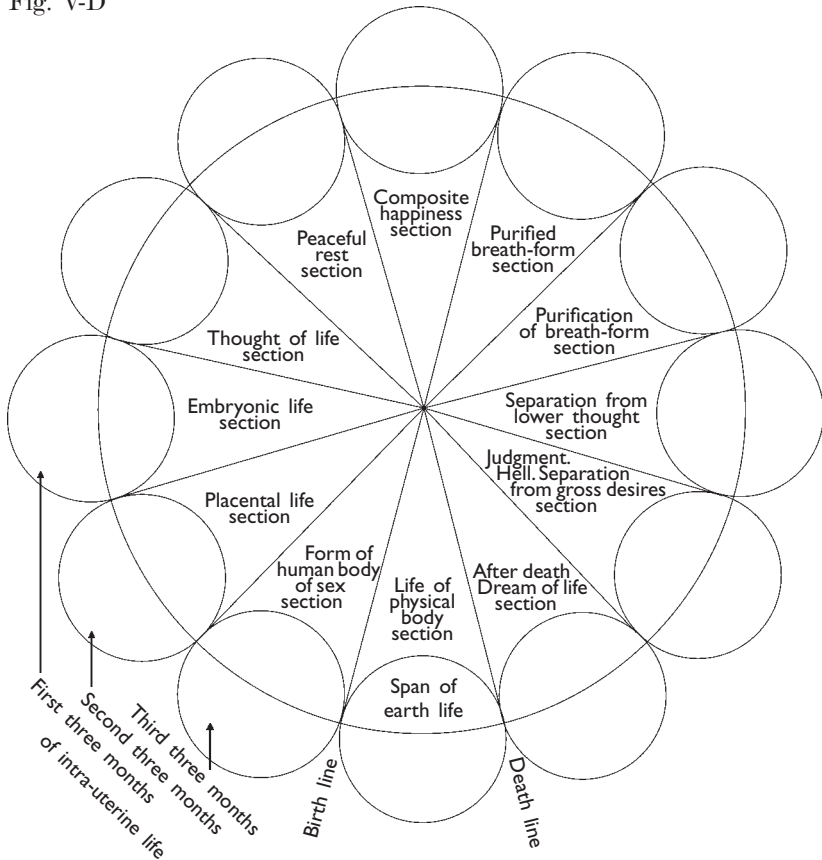 Fig. V-D
Composite
happiness
section
Purified
breath-form
section
Purification
of breath-form
section
Separation from
lower thought
section
Judgment.
Hell. Separation
from gross desires
section
After death
Dream of life
section
Life of
physical
body
section
Span of
earth life
Form of
human body
of sex
section
Placental life
section
Embryonic life
section
Thought of life
section
Peaceful
rest
section
First three months
Second three months
Third three months
of intra-uterine life
Birth line
Death line